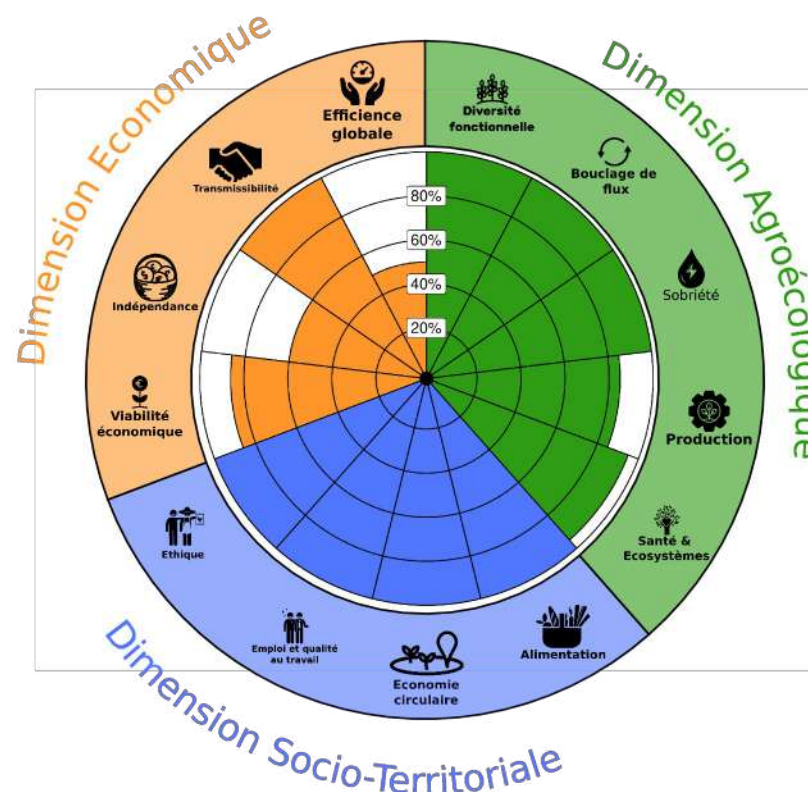 Dimension Economique
Dimension Agroécologique
Dimension Socio-Territoriale
Efficience
globale
Diversité
fonctionnelle
Bouclage de
flux
Transmissibilité
Sobriété
Indépendance
Viabilité
économique
Production
Santé &
Ecosystèmes
Ethique
Emploi et qualité
au travail
Economie
circulaire
Alimentation
80%
60%
40%
20%